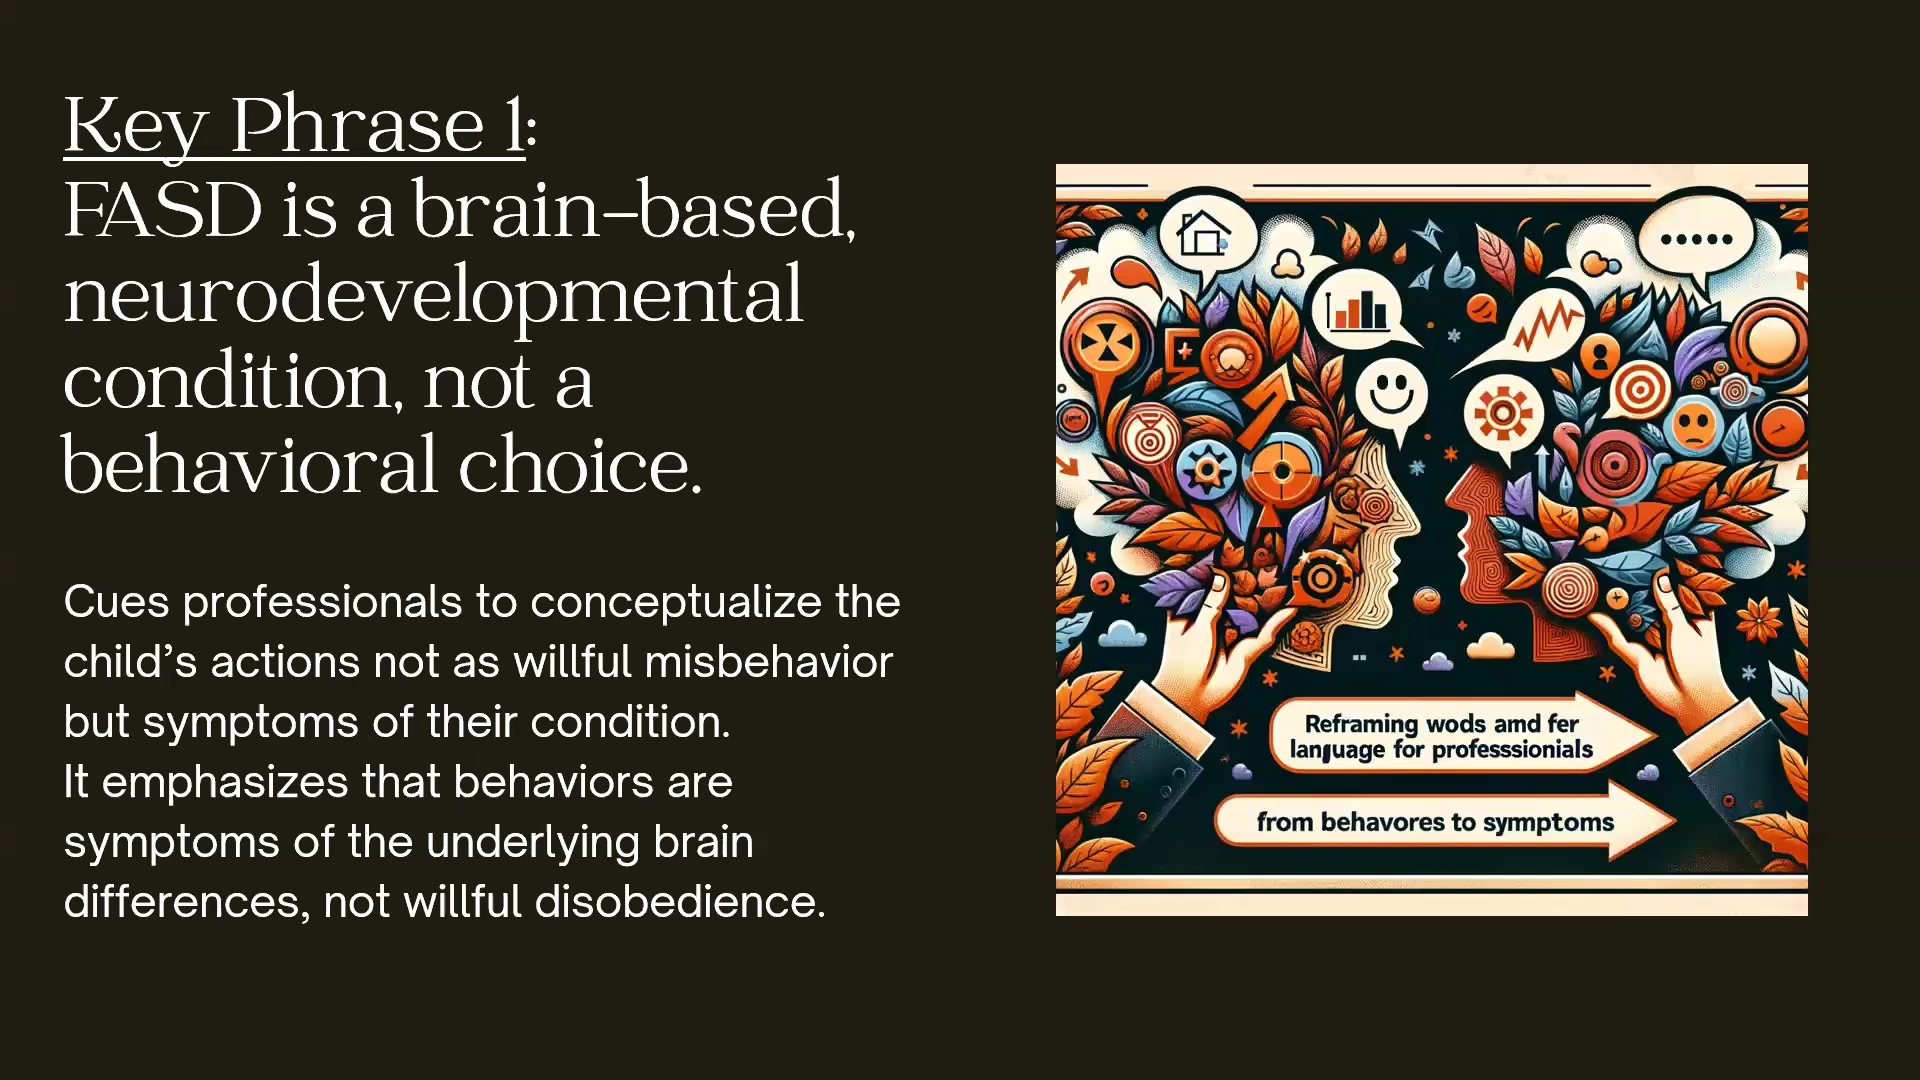 Key Phrase 1:
FASD is a brain–based,
neurodevelopmental
condition, not a
behavioral choice.
Cues professionals to conceptualize the
child’s actions not as willful misbehavior
but symptoms of their condition.
It emphasizes that behaviors are
symptoms of the underlying brain
differences, not willful disobedience.
Reframing wods amd fer
language for professsionials
from behavores to symptoms